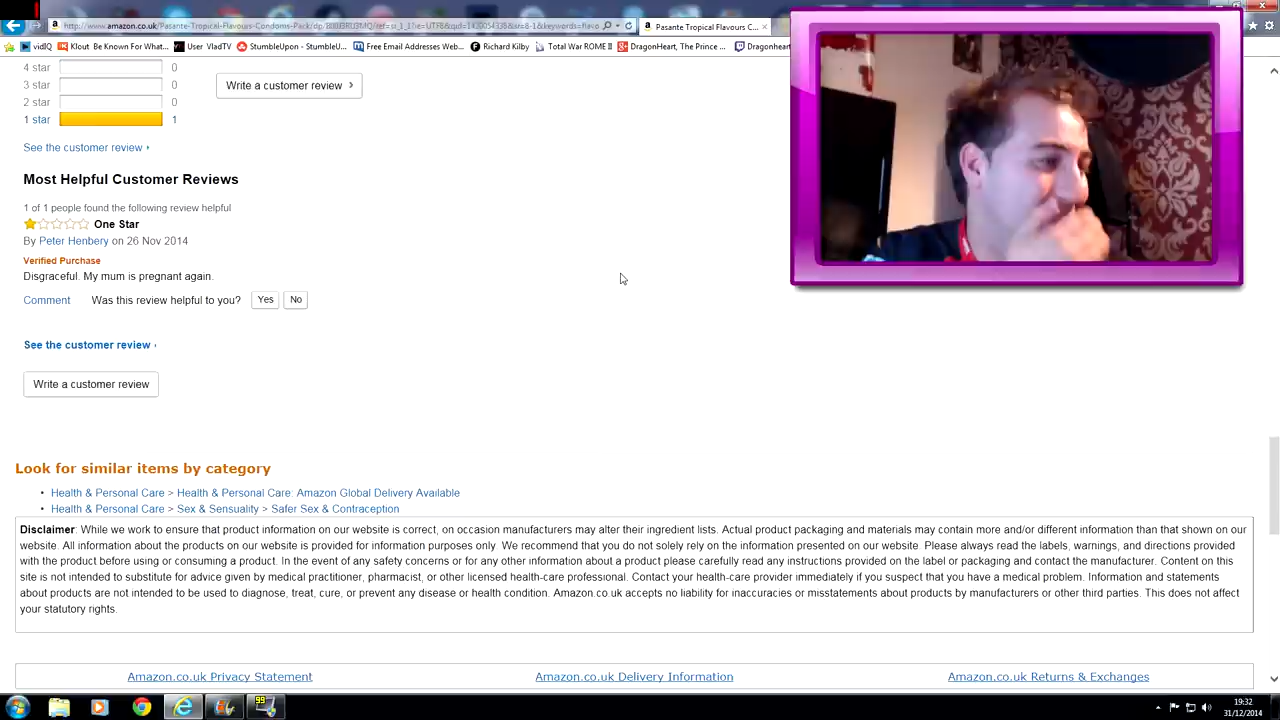 Pasante Tropical Flavours C...
vidIQ
Klout Be Known For What...
User VladTV
StumbleUpon - StumbleU...
Free Email Addresses Web...
Richard Kilby
Total War ROME II
DragonHeart, The Prince ...
Dragonheart
4 star 0
3 star 0
2 star 0
1 star 1
Write a customer review
See the customer review
Most Helpful Customer Reviews
1 of 1 people found the following review helpful
One Star
By Peter Henbery on 26 Nov 2014
Verified Purchase
Disgraceful. My mum is pregnant again.
Comment Was this review helpful to you? Yes No
See the customer review
Write a customer review
Look for similar items by category
• Health & Personal Care > Health & Personal Care: Amazon Global Delivery Available
• Health & Personal Care > Sex & Sensuality > Safer Sex & Contraception
Disclaimer: While we work to ensure that product information on our website is correct, on occasion manufacturers may alter their ingredient lists. Actual product packaging and materials may contain more and/or different information than that shown on our
website. All information about the products on our website is provided for information purposes only. We recommend that you do not solely rely on the information presented on our website. Please always read the labels, warnings, and directions provided
with the product before using or consuming a product. In the event of any safety concerns or for any other information about a product please carefully read any instructions provided on the label or packaging and contact the manufacturer. Content on this
site is not intended to substitute for advice given by medical practitioner, pharmacist, or other licensed health-care professional. Contact your health-care provider immediately if you suspect that you have a medical problem. Information and statements
about products are not intended to be used to diagnose, treat, cure, or prevent any disease or health condition. Amazon.co.uk accepts no liability for inaccuracies or misstatements about products by manufacturers or other third parties. This does not affect
your statutory rights.
Amazon.co.uk Privacy Statement
Amazon.co.uk Delivery Information
Amazon.co.uk Returns & Exchanges
99
19:32
31/12/2014